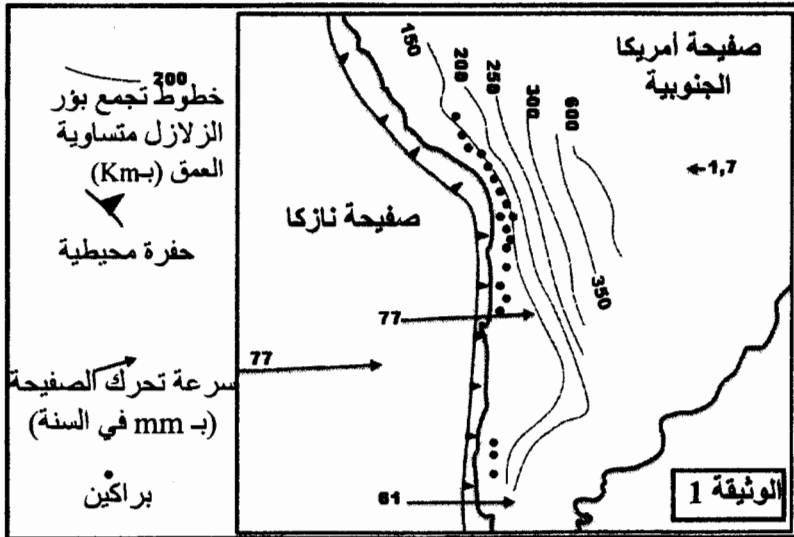 200
خطوط تجمع بؤر
الزلازل متساوية
العمق (بـKm)
حفرة محيطية
سرعة تحرك الصفيحة
(بـ mm في السنة)
براكين
صفيحة أمريكا
الجنوبية
150
200
250
300
600
350
←1,7
صفيحة نازكا
77
77
61
الوثيقة 1